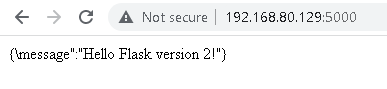 Not secure | 192.168.80.129:5000
{\message":"Hello Flask version 2!"}